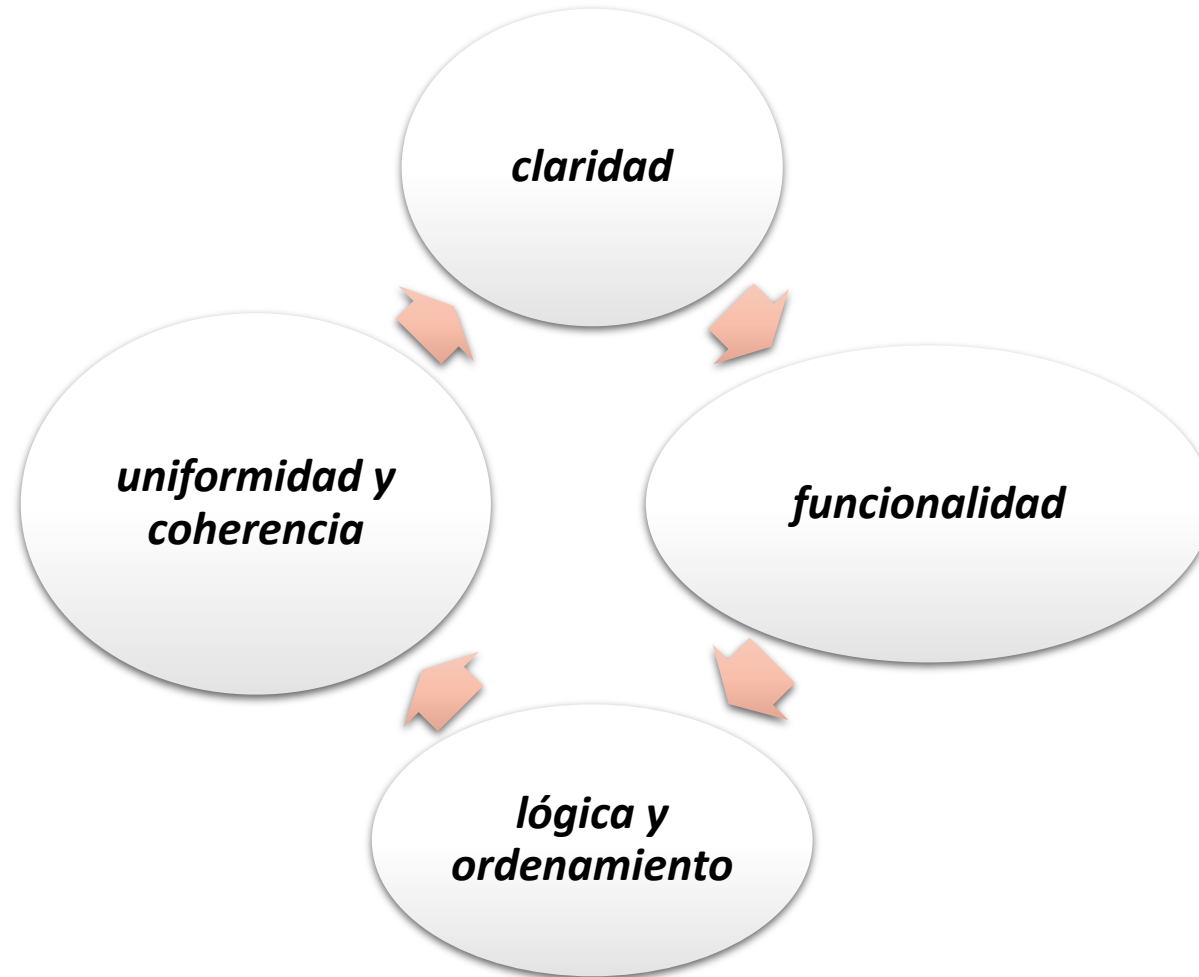 claridad
uniformidad y
coherencia
funcionalidad
lógica y
ordenamiento